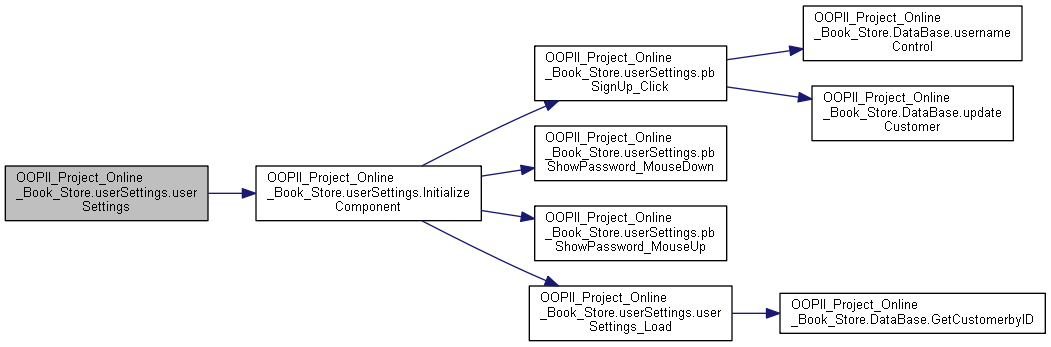 OOPII_Project_Online
_Book_Store.userSettings.user
Settings
OOPII_Project_Online
_Book_Store.userSettings.Initialize
Component
OOPII_Project_Online
_Book_Store.userSettings.pb
SignUp_Click
OOPII_Project_Online
_Book_Store.DataBase.username
Control
OOPII_Project_Online
_Book_Store.DataBase.update
Customer
OOPII_Project_Online
_Book_Store.userSettings.pb
ShowPassword_MouseDown
OOPII_Project_Online
_Book_Store.userSettings.pb
ShowPassword_MouseUp
OOPII_Project_Online
_Book_Store.userSettings.user
Settings_Load
OOPII_Project_Online
_Book_Store.DataBase.GetCustomerbyID